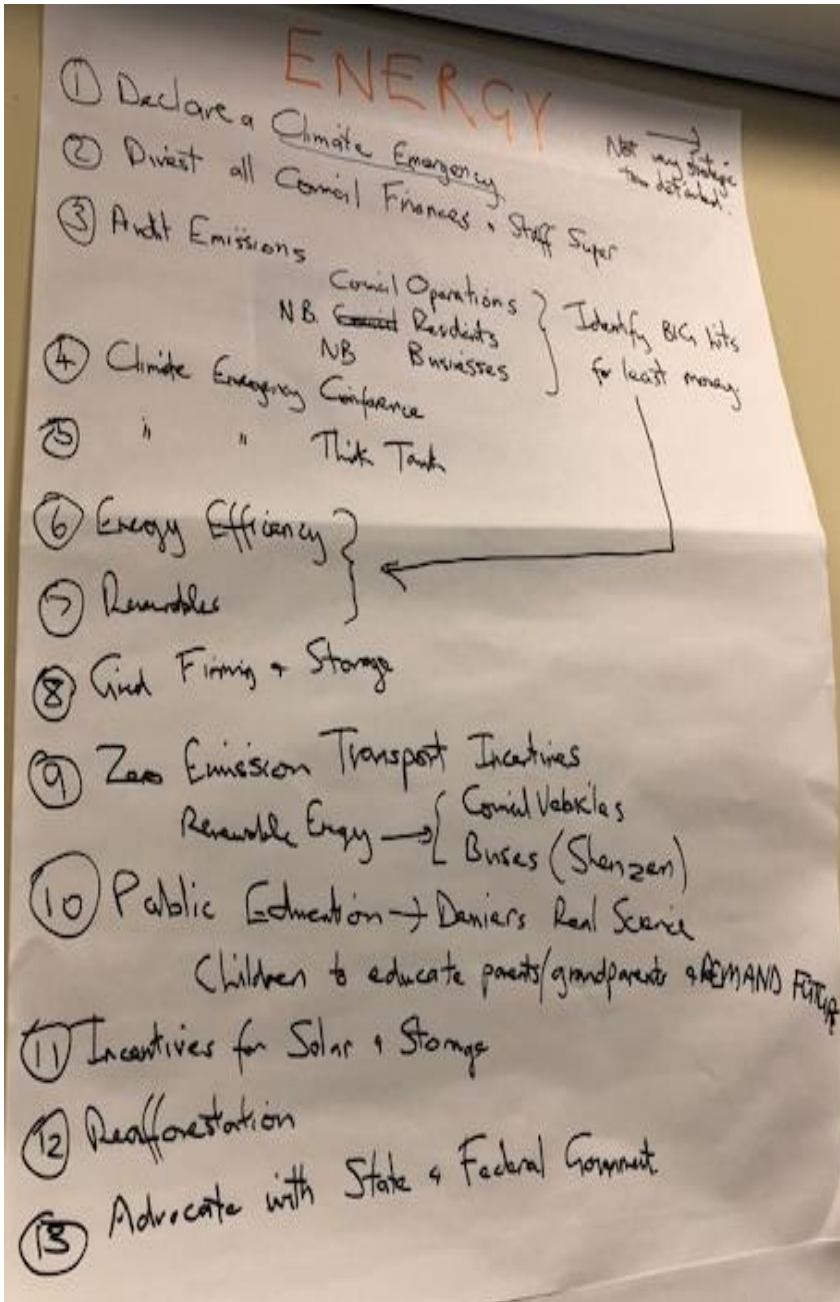 ENERGY
① Declare a Climate Emergency
→
Not very strategic
too detailed.
② Divest all Council Finances & Staff Super
③ Audit Emissions
Council Operations
NB. Residents
NB Businesses
Identify BIG hits
for least money
④ Climate Emergency Conference
⑤ " " Think Tank
⑥ Energy Efficiency
⑦ Renewables
⑧ Grid Firming & Storage
⑨ Zero Emission Transport Incentives
Renewable Energy → Council Vehicles
Buses (Shenzen)
⑩ Public Education → Deniers Real Science
Children to educate parents/grandparents & DEMAND FUTURE
⑪ Incentives for Solar & Storage
⑫ Reafforestation
⑬ Advocate with State & Federal Government